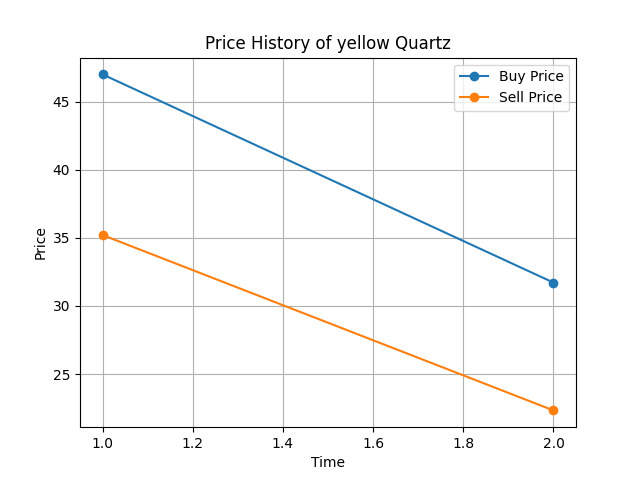 Price History of yellow Quartz
Buy Price
Sell Price
45
40
35
30
25
Price
1.0 1.2 1.4 1.6 1.8 2.0
Time